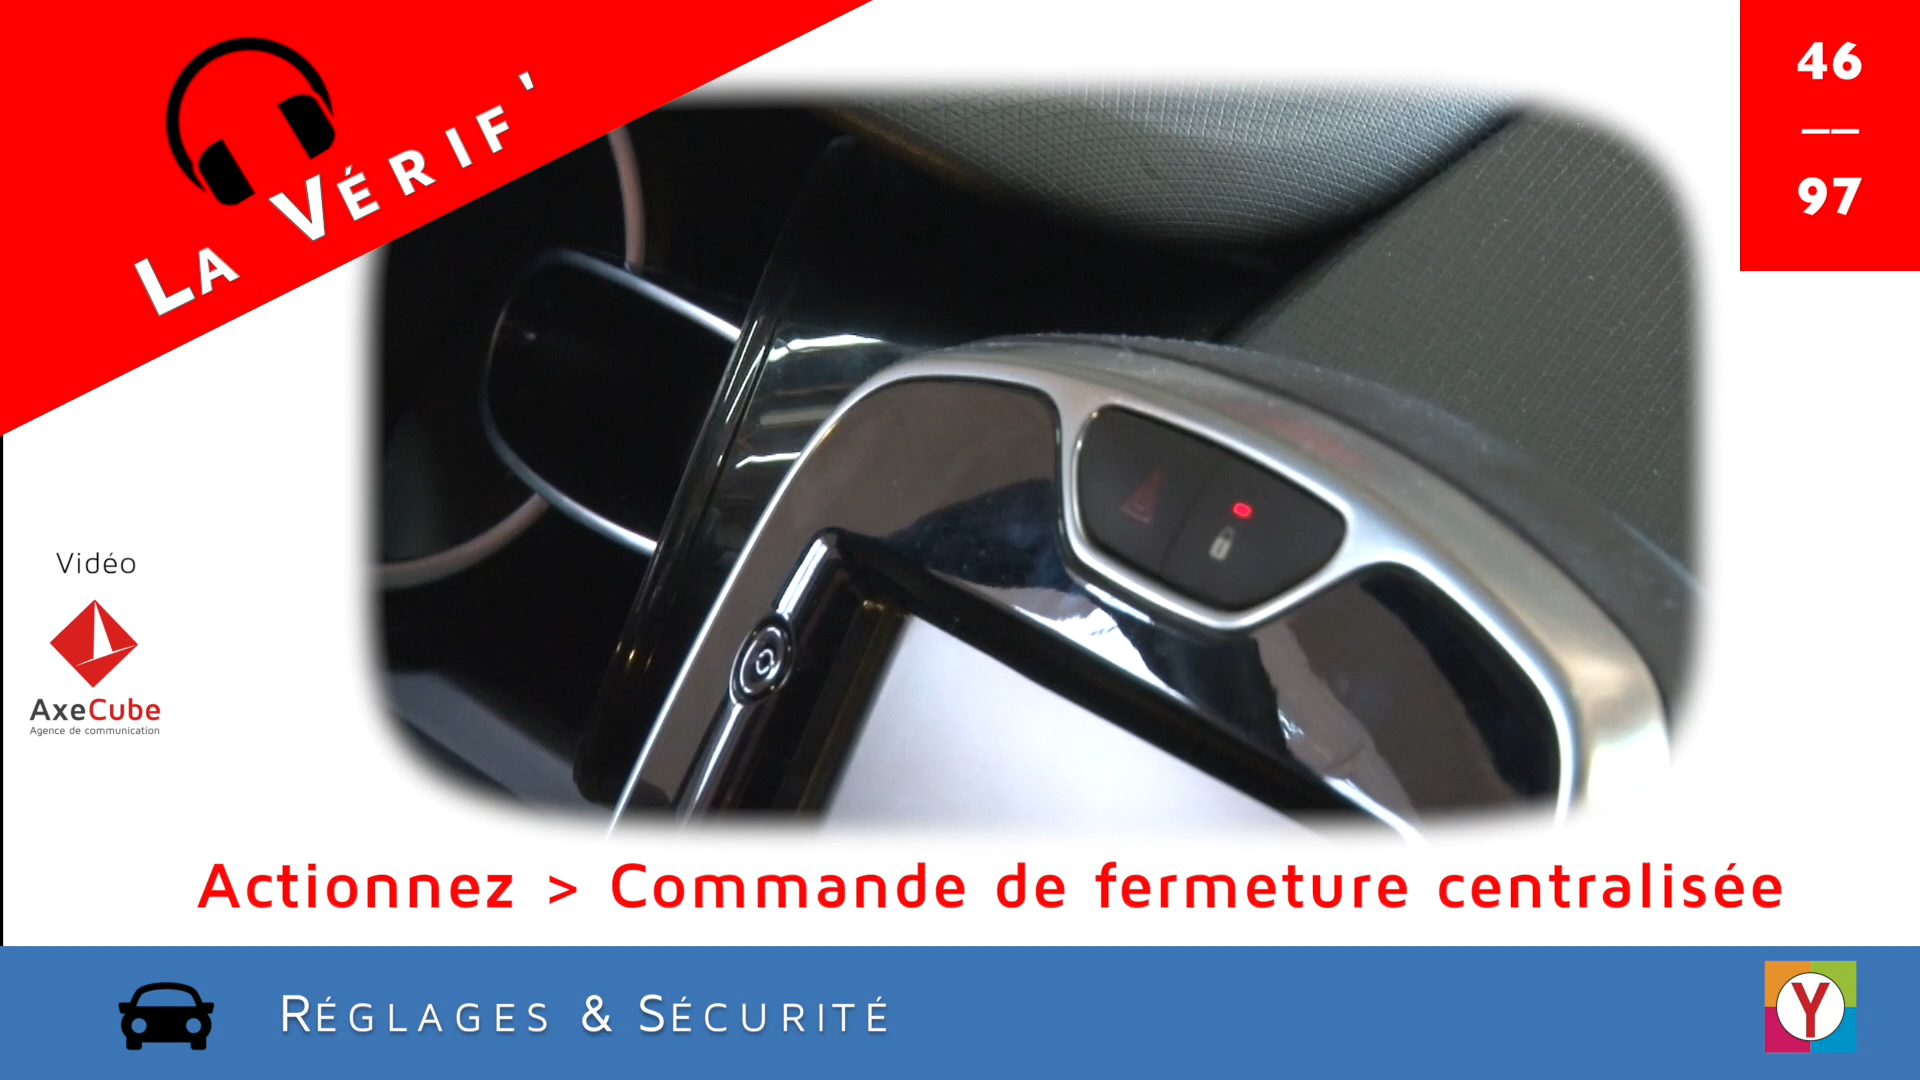 La Vérif'
46
97
Vidéo
AxeCube
Agence de communication
Actionnez > Commande de fermeture centralisée
Réglages & Sécurité
Y